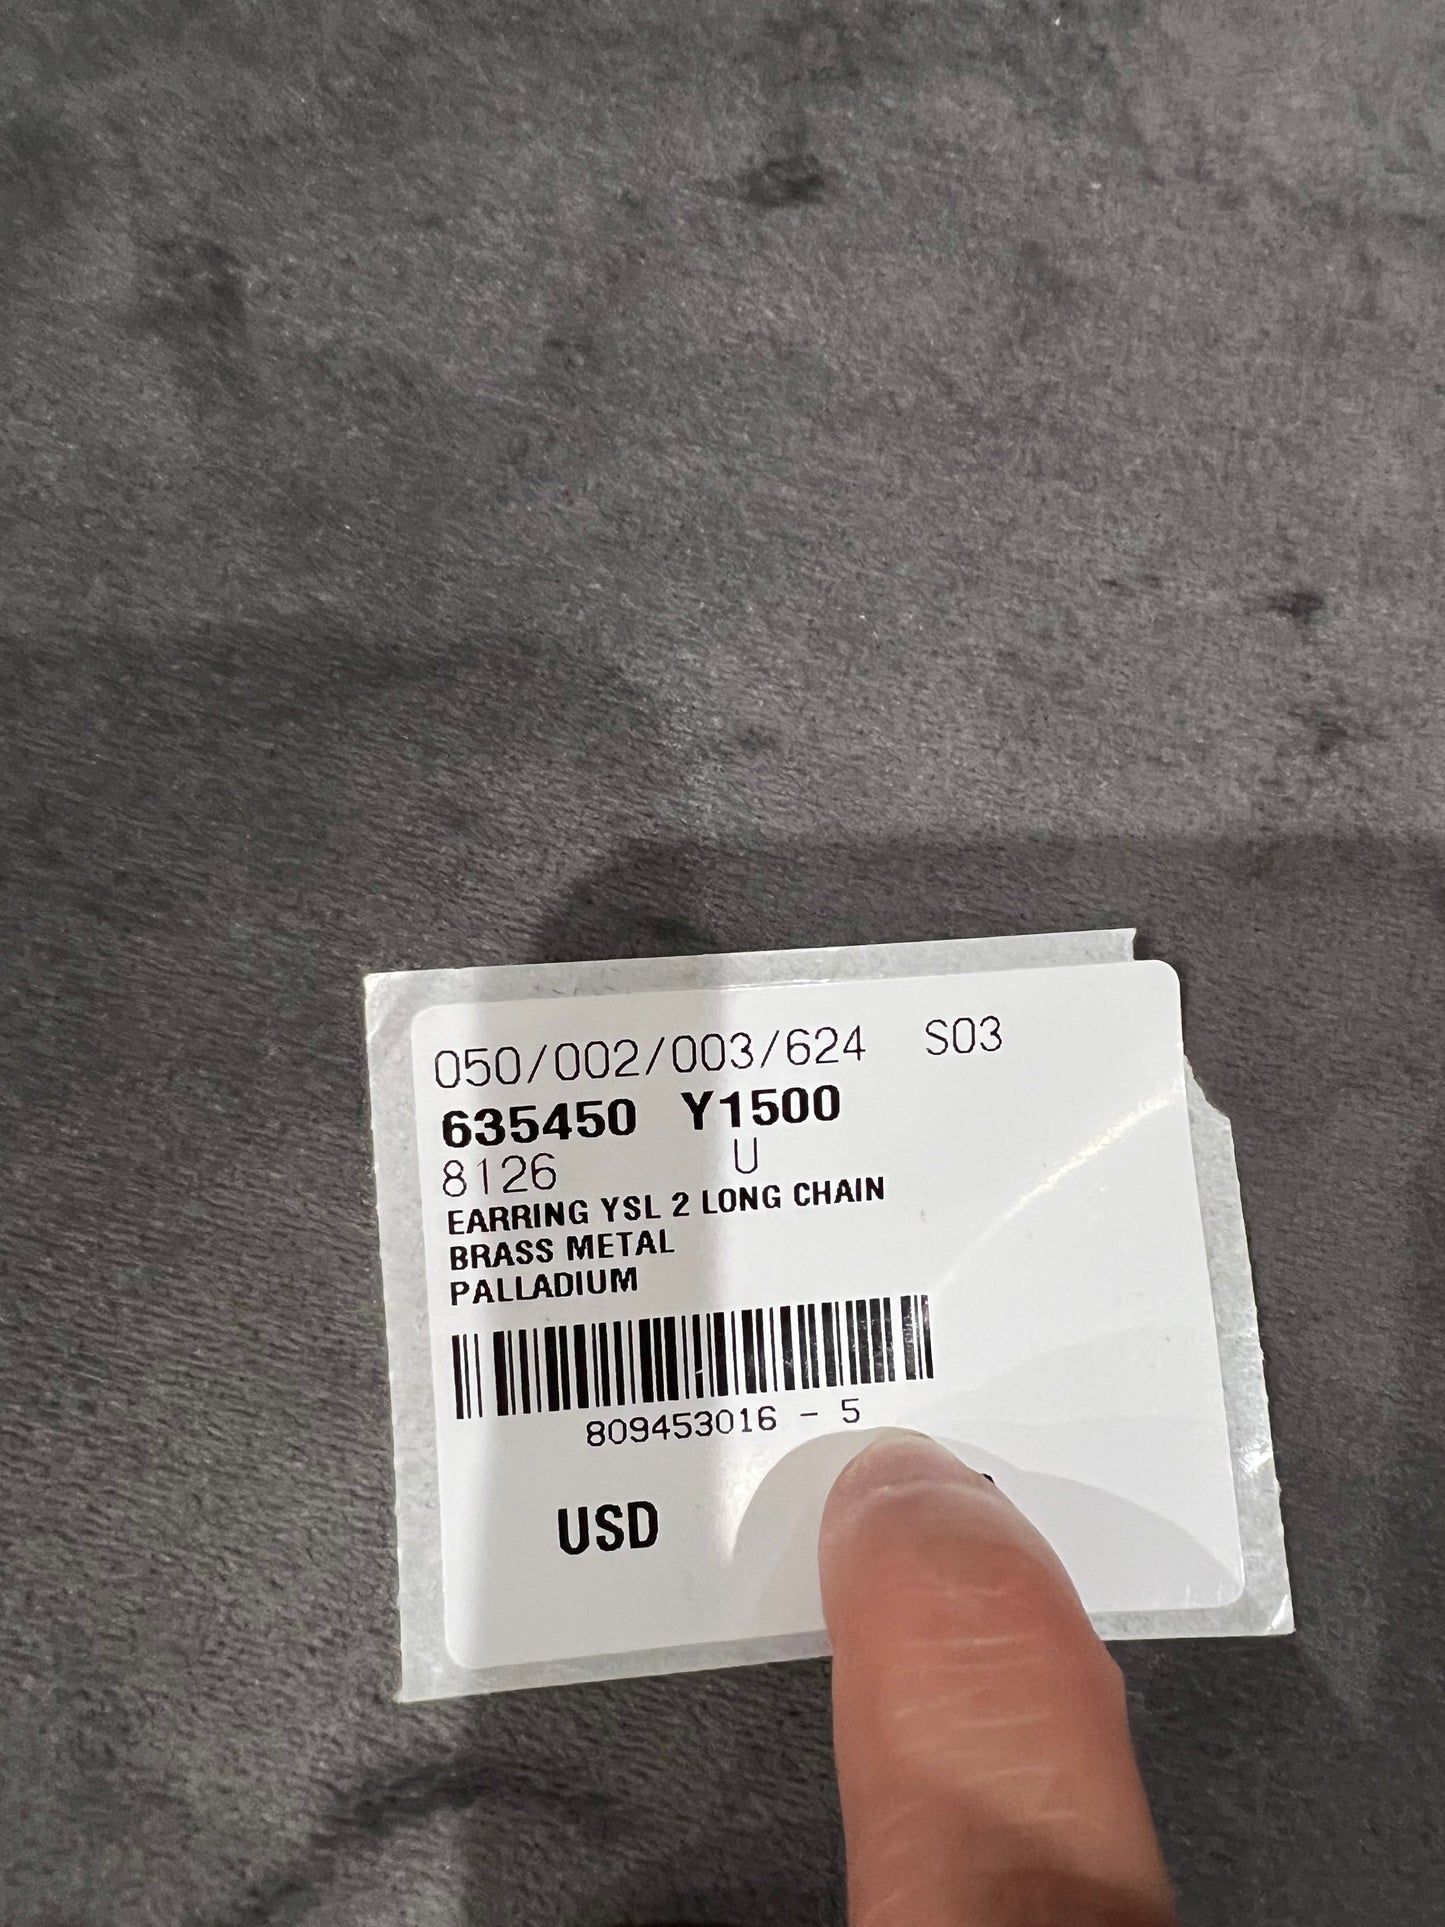 050/002/003/624 S03
635450 Y1500
8126 U
EARRING YSL 2 LONG CHAIN
BRASS METAL
PALLADIUM
809453016 - 5
USD